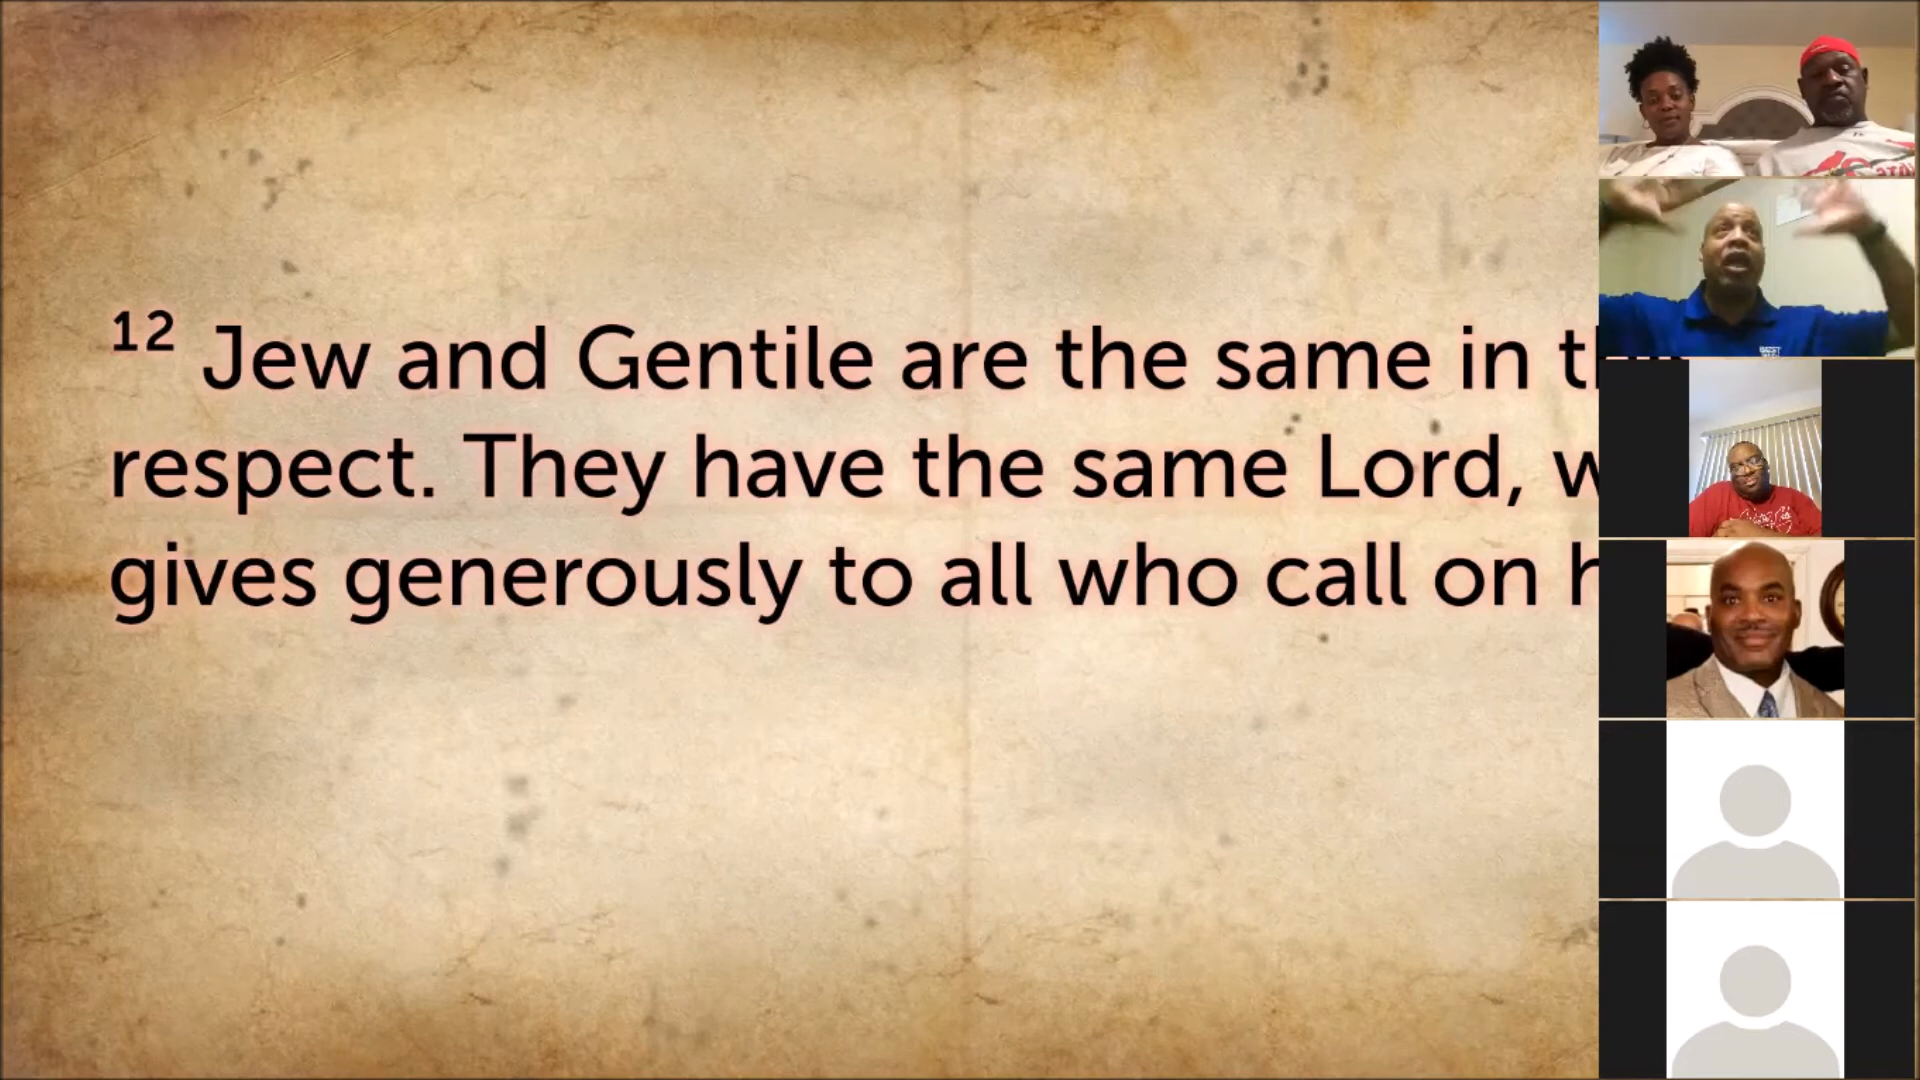 12 Jew and Gentile are the same in
respect. They have the same Lord,
gives generously to all who call on